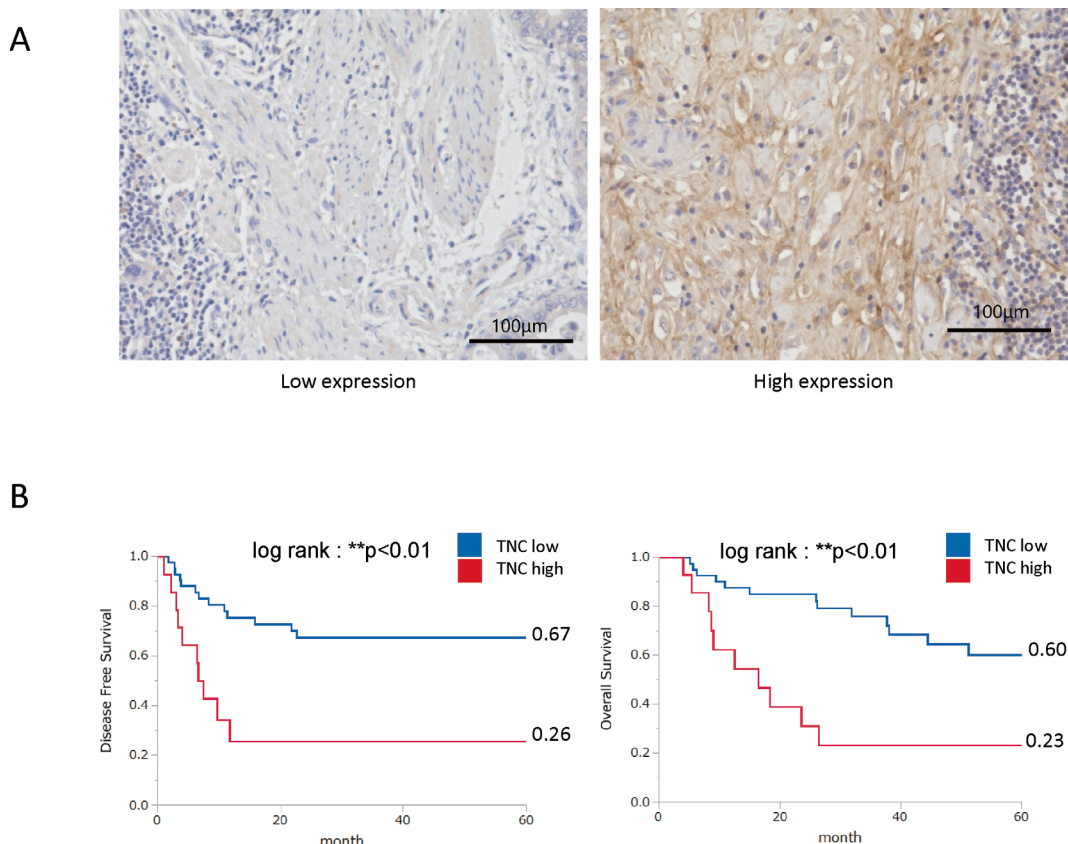 A
100μm
100μm
Low expression
High expression
B
log rank : **p<0.01
TNC low
TNC high
1.0
0.8
0.6
0.4
0.2
0.0
Disease Free Survival
0.67
0.26
0
20
40
60
month
log rank : **p<0.01
TNC low
TNC high
1.0
0.8
0.6
0.4
0.2
0.0
Overall Survival
0.60
0.23
0
20
40
60
month